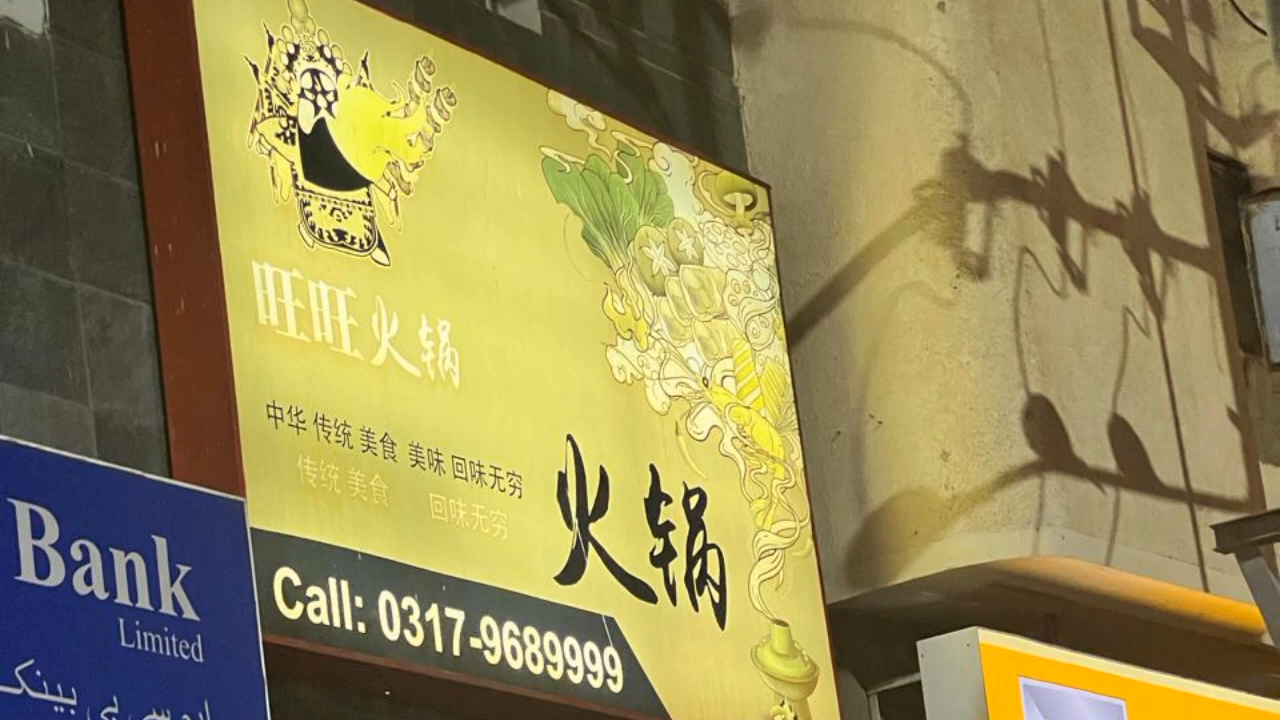 旺旺火锅
中华 传统 美食 美味 回味无穷
传统 美食 回味无穷
火锅
Call: 0317-9689999
Bank
Limited